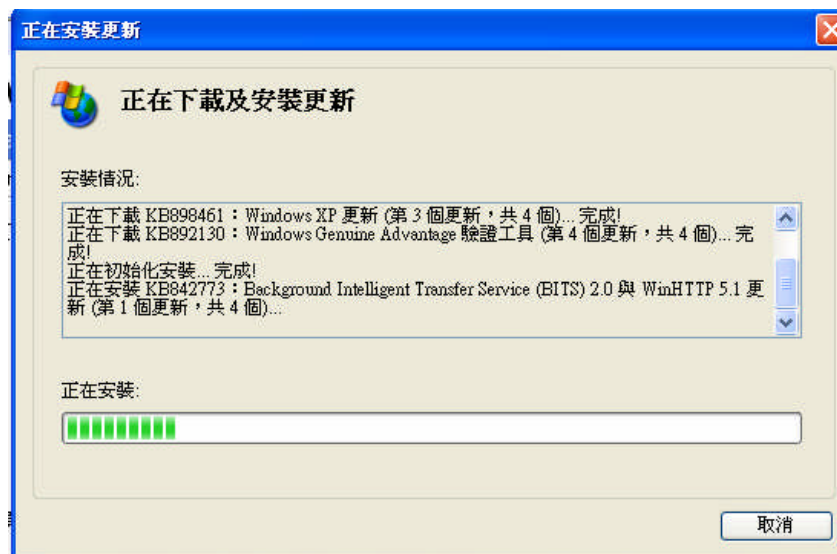 正在安裝更新
正在下載及安裝更新
安裝情況:
正在下載 KB898461：Windows XP 更新 (第 3 個更新，共 4 個)... 完成!
正在下載 KB892130：Windows Genuine Advantage 驗證工具 (第 4 個更新，共 4 個)... 完
成!
正在初始化安裝... 完成!
正在安裝 KB842773：Background Intelligent Transfer Service (BITS) 2.0 與 WinHTTP 5.1 更
新 (第 1 個更新，共 4 個)...
正在安裝:
取消